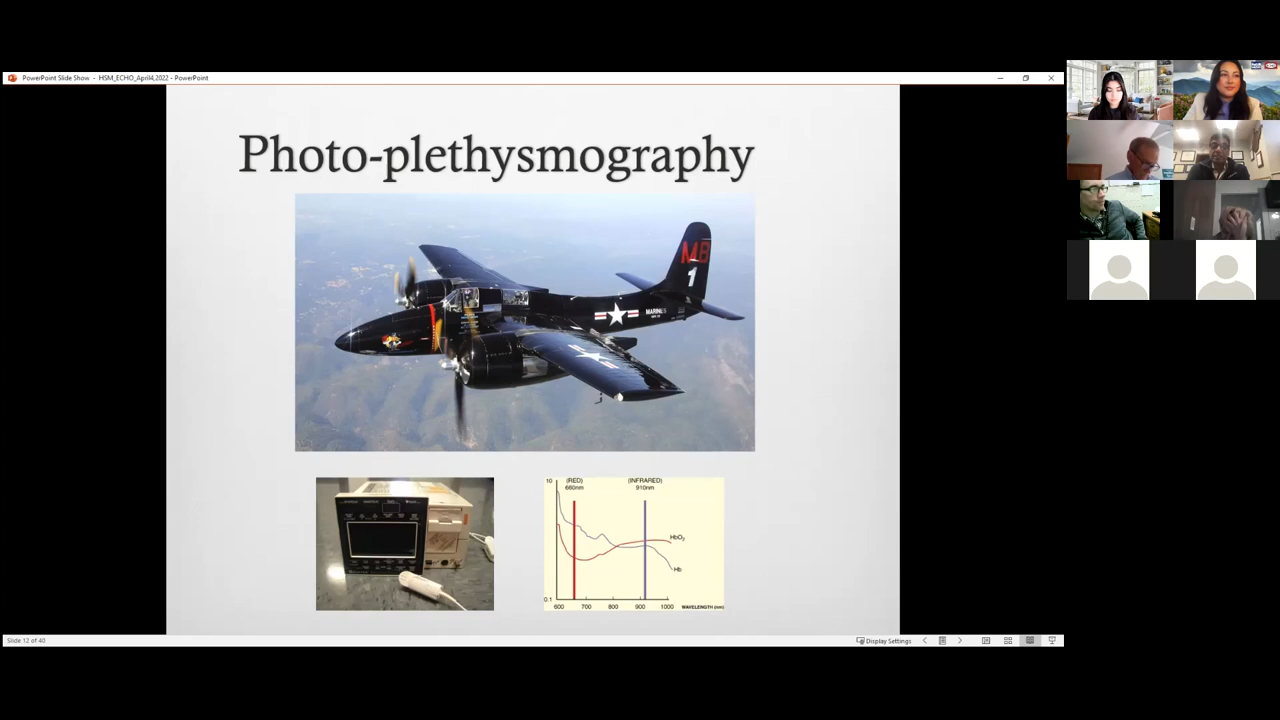 PowerPoint Slide Show - HSM_ECHO_April4,2022 - PowerPoint
Photo-plethysmography
MB
1
MARINES
10
(RED)
660nm
(INFRARED)
910nm
HbO₂
Hb
0.1
600 700 800 900 1000 WAVELENGTH (nm)
Slide 12 of 40
Display Settings